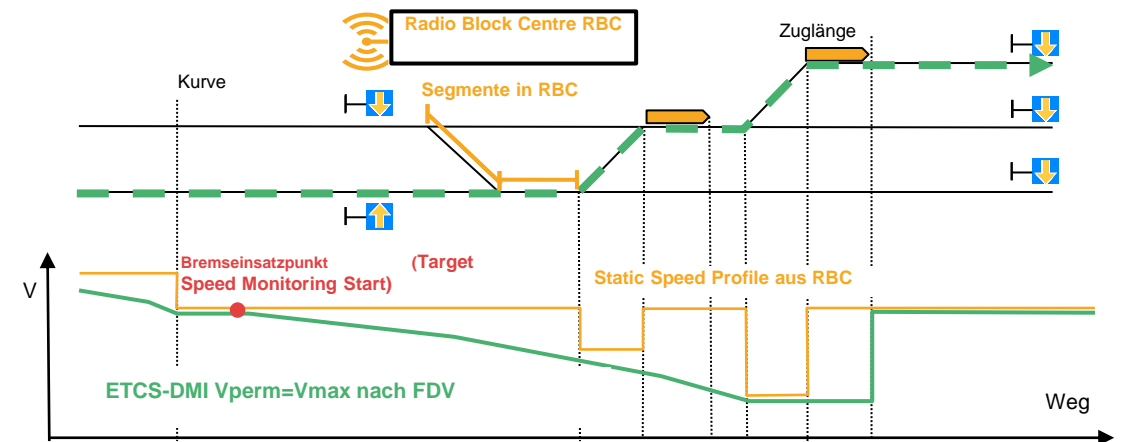 Radio Block Centre RBC
Zuglänge
Kurve
Segmente in RBC
Bremseinsatzpunkt (Target
Speed Monitoring Start)
Static Speed Profile aus RBC
V
ETCS-DMI Vperm=Vmax nach FDV
Weg